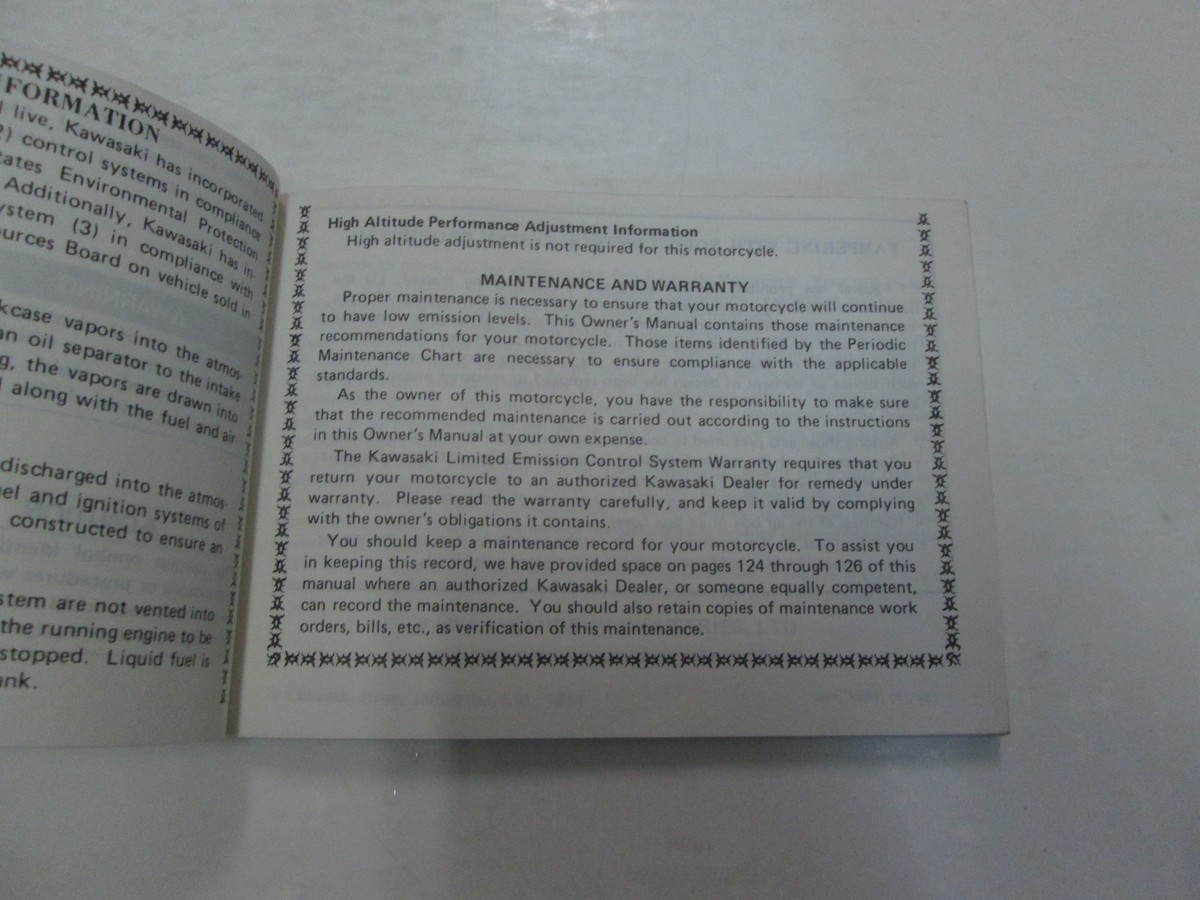 FORMATION
live, Kawasaki has incorporated
2) control systems in compliance
tates Environmental Protection
Additionally, Kawasaki has in-
ystem (3) in compliance with
ources Board on vehicle sold in
kcase vapors into the atmos-
an oil separator to the intake
g, the vapors are drawn into
along with the fuel and air
discharged into the atmos-
el and ignition systems of
constructed to ensure an
stem are not vented into
the running engine to be
stopped. Liquid fuel is
ank.
High Altitude Performance Adjustment Information
High altitude adjustment is not required for this motorcycle.
MAINTENANCE AND WARRANTY
Proper maintenance is necessary to ensure that your motorcycle will continue
to have low emission levels. This Owner's Manual contains those maintenance
recommendations for your motorcycle. Those items identified by the Periodic
Maintenance Chart are necessary to ensure compliance with the applicable
standards.
As the owner of this motorcycle, you have the responsibility to make sure
that the recommended maintenance is carried out according to the instructions
in this Owner's Manual at your own expense.
The Kawasaki Limited Emission Control System Warranty requires that you
return your motorcycle to an authorized Kawasaki Dealer for remedy under
warranty. Please read the warranty carefully, and keep it valid by complying
with the owner's obligations it contains.
You should keep a maintenance record for your motorcycle. To assist you
in keeping this record, we have provided space on pages 124 through 126 of this
manual where an authorized Kawasaki Dealer, or someone equally competent,
can record the maintenance. You should also retain copies of maintenance work
orders, bills, etc., as verification of this maintenance.